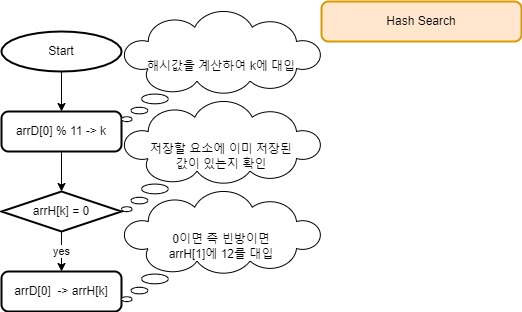 Hash Search
Start
해시값을 계산하여 k에 대입
arrD[0] % 11 -> k
저장할 요소에 이미 저장된
값이 있는지 확인
arrH[k] = 0
yes
0이면 즉 빈방이면
arrH[1]에 12를 대입
arrD[0]  -> arrH[k]